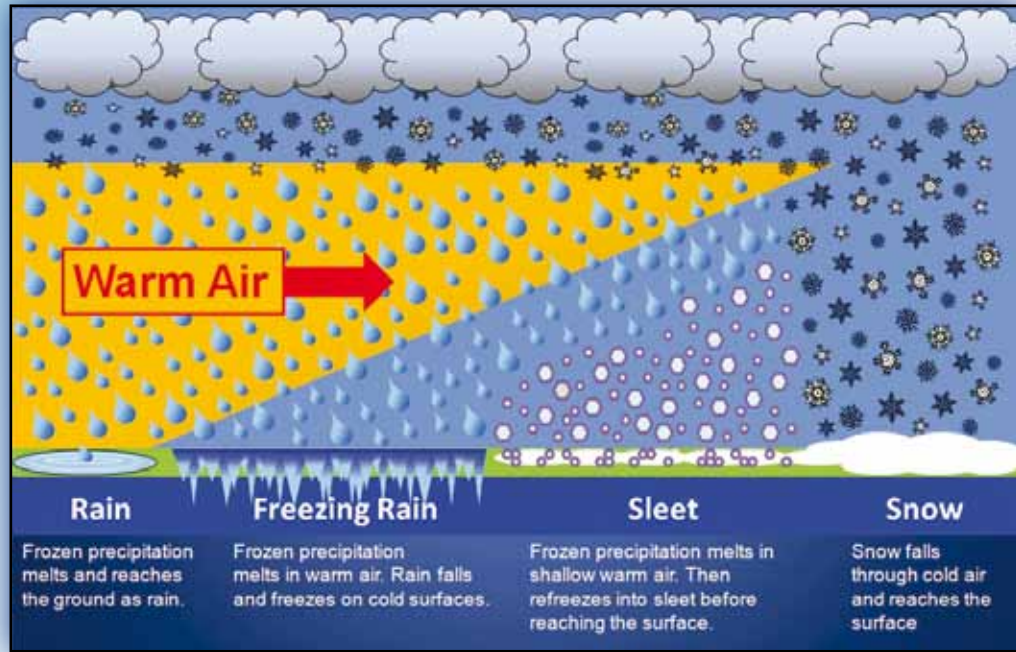 Warm Air
Rain
Freezing Rain
Sleet
Snow
Frozen precipitation
melts and reaches
the ground as rain.
Frozen precipitation
melts in warm air. Rain falls
and freezes on cold surfaces.
Frozen precipitation melts in
shallow warm air. Then
refreezes into sleet before
reaching the surface.
Snow falls
through cold air
and reaches the
surface